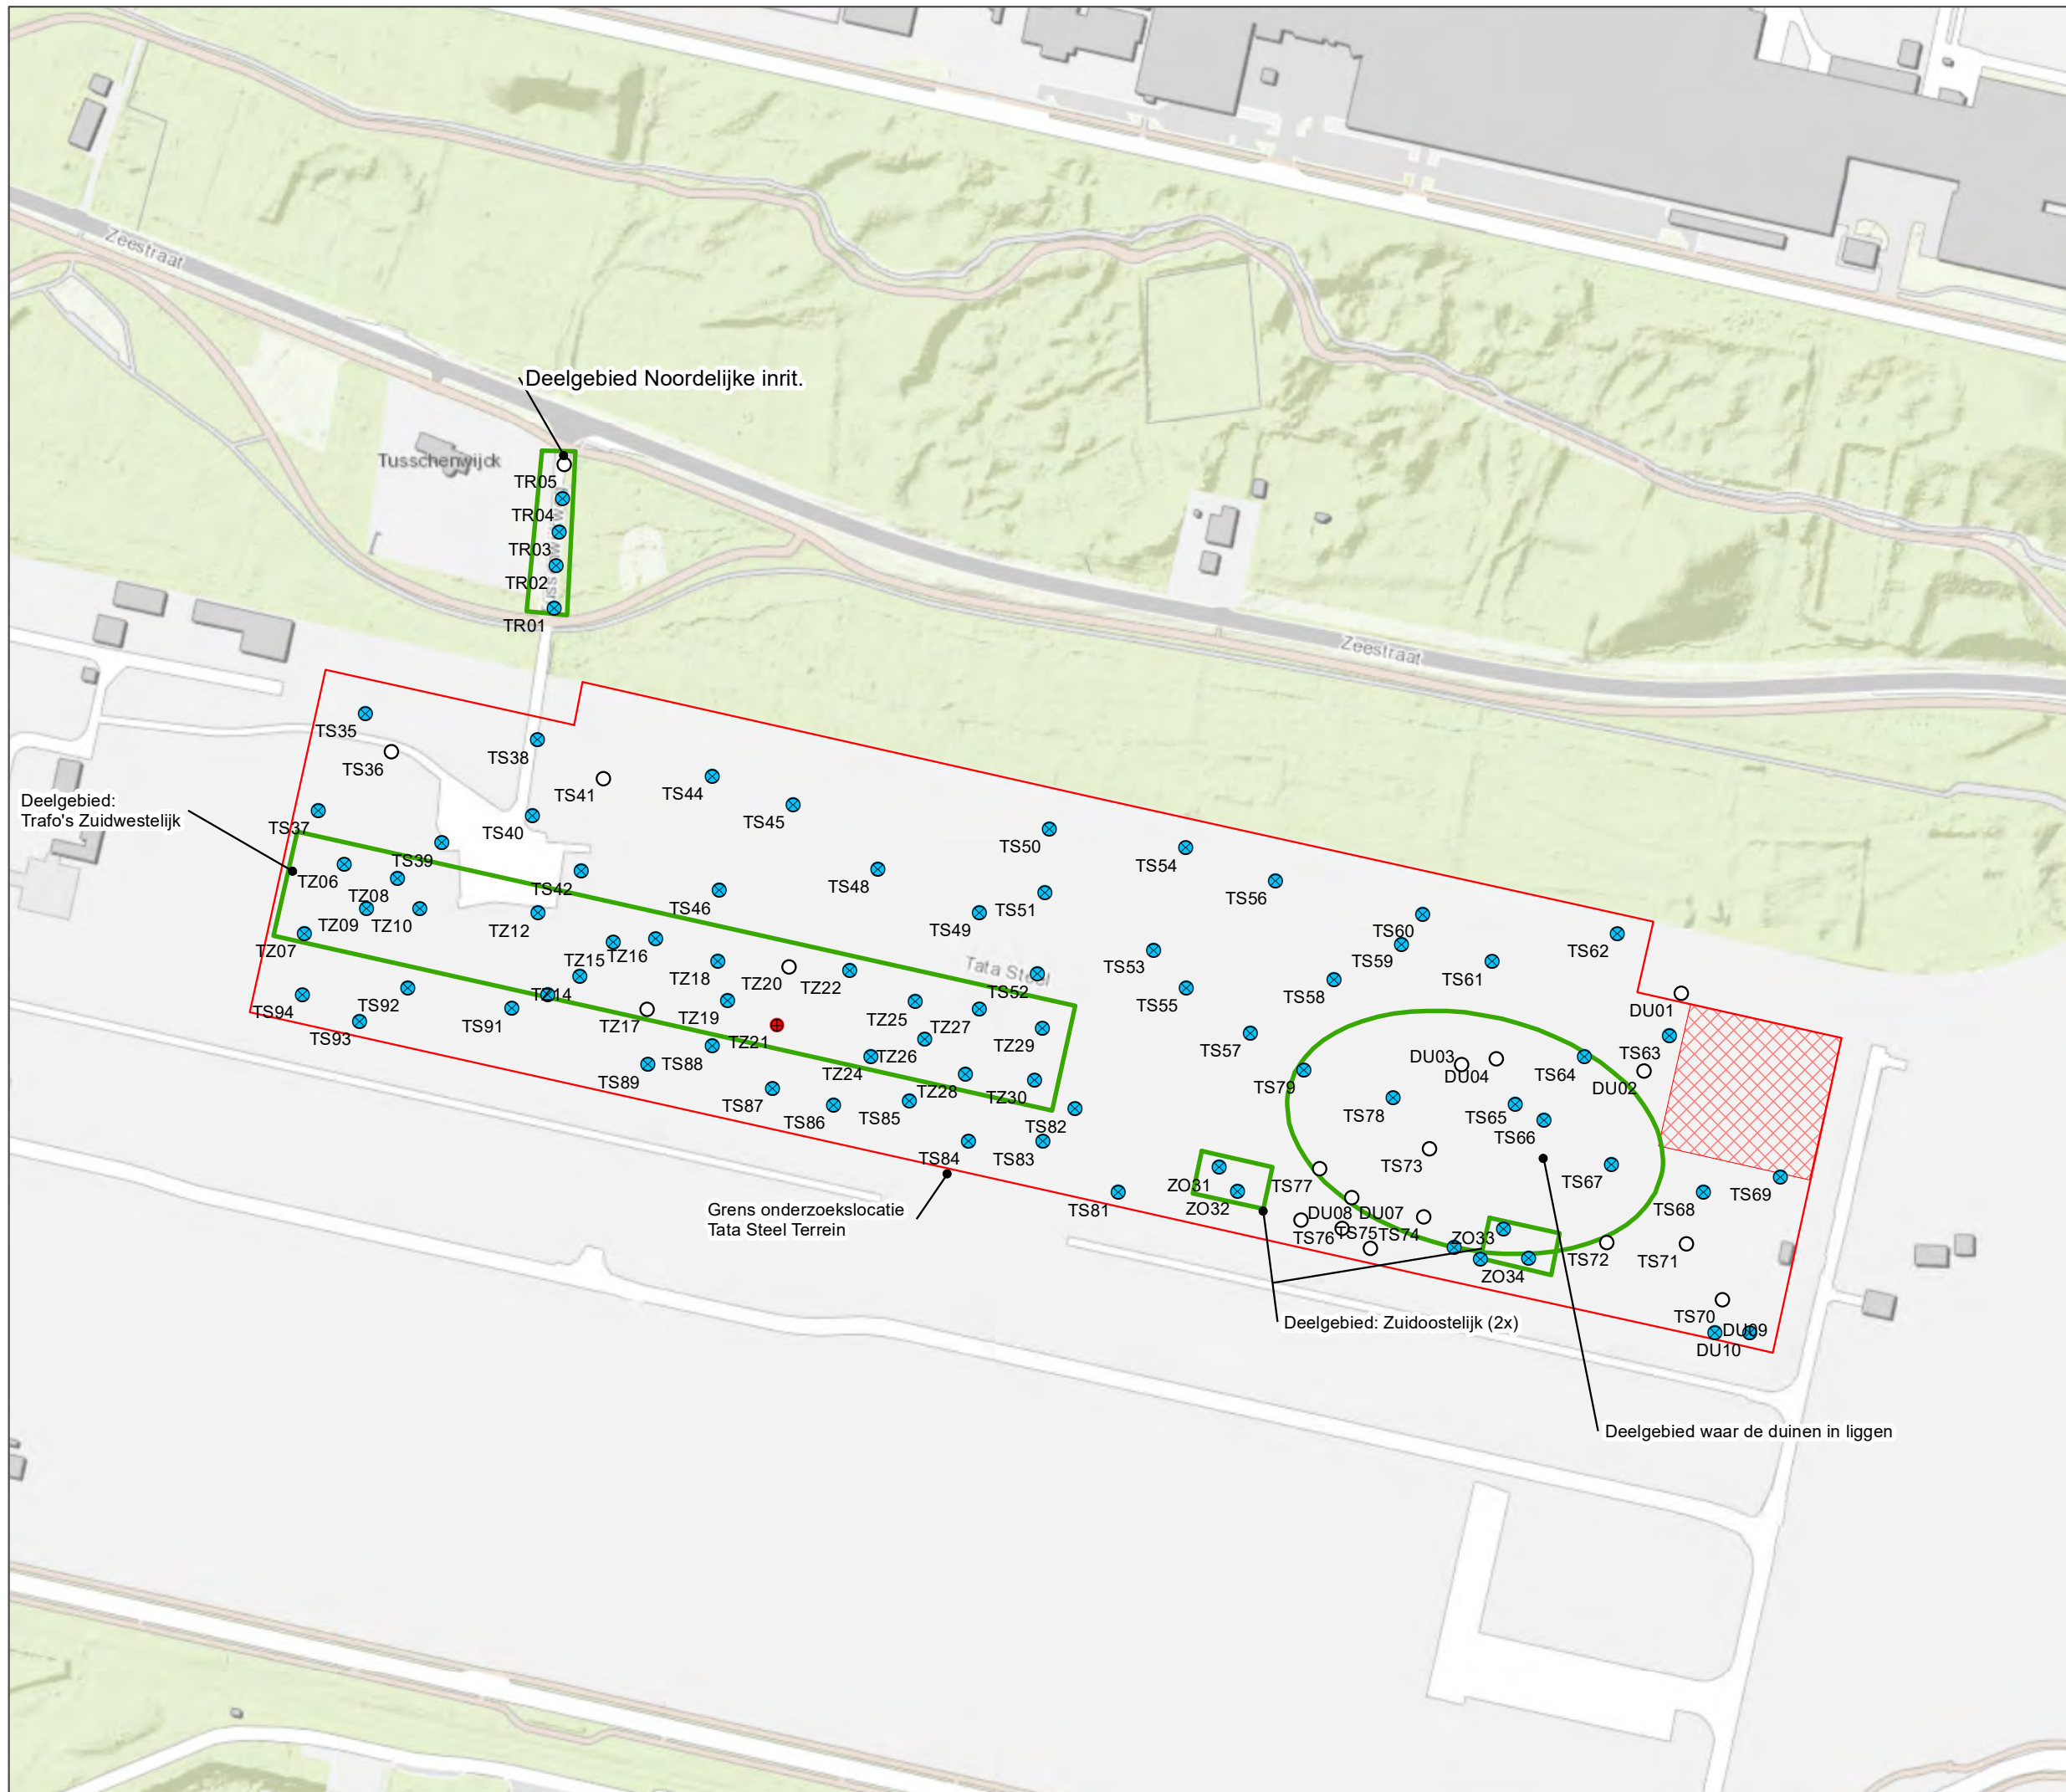 Zeestraat
Deelgebied Noordelijke inrit.
Tusschenwijck
TR05
TR04
TR03
TR02
TR01
Zeestraat
TS35
TS36
TS38
TS41
TS44
TS45
Deelgebied:
Trafo's Zuidwestelijk
TS37
TS40
TS39
TS50
TS54
TS42
TS48
TS56
TZ06
TZ08
TS46
TS51
TZ09
TZ10
TZ12
TS49
TS60
TS62
TZ07
TZ15
TZ16
TS59
TS53
Tata Steel
TZ18
TZ20
TZ22
TS61
TS52
TS58
TZ14
TS55
TS94
TS92
TS91
TZ17
TZ19
TZ25
TZ27
DU01
TS93
TZ21
TZ29
TS57
TZ26
DU03
TS63
TS88
TZ24
DU04
TS64
TS89
TZ28
TZ30
TS79
DU02
TS87
TS86
TS85
TS78
TS65
TS82
TS66
TS84
TS83
TS73
ZO31
TS77
TS67
TS69
Grens onderzoekslocatie
Tata Steel Terrein
TS81
ZO32
DU08
DU07
TS68
TS76
TS75
TS74
ZO33
TS72
TS71
ZO34
TS70
DU09
DU10
Deelgebied: Zuidoostelijk (2x)
Deelgebied waar de duinen in liggen